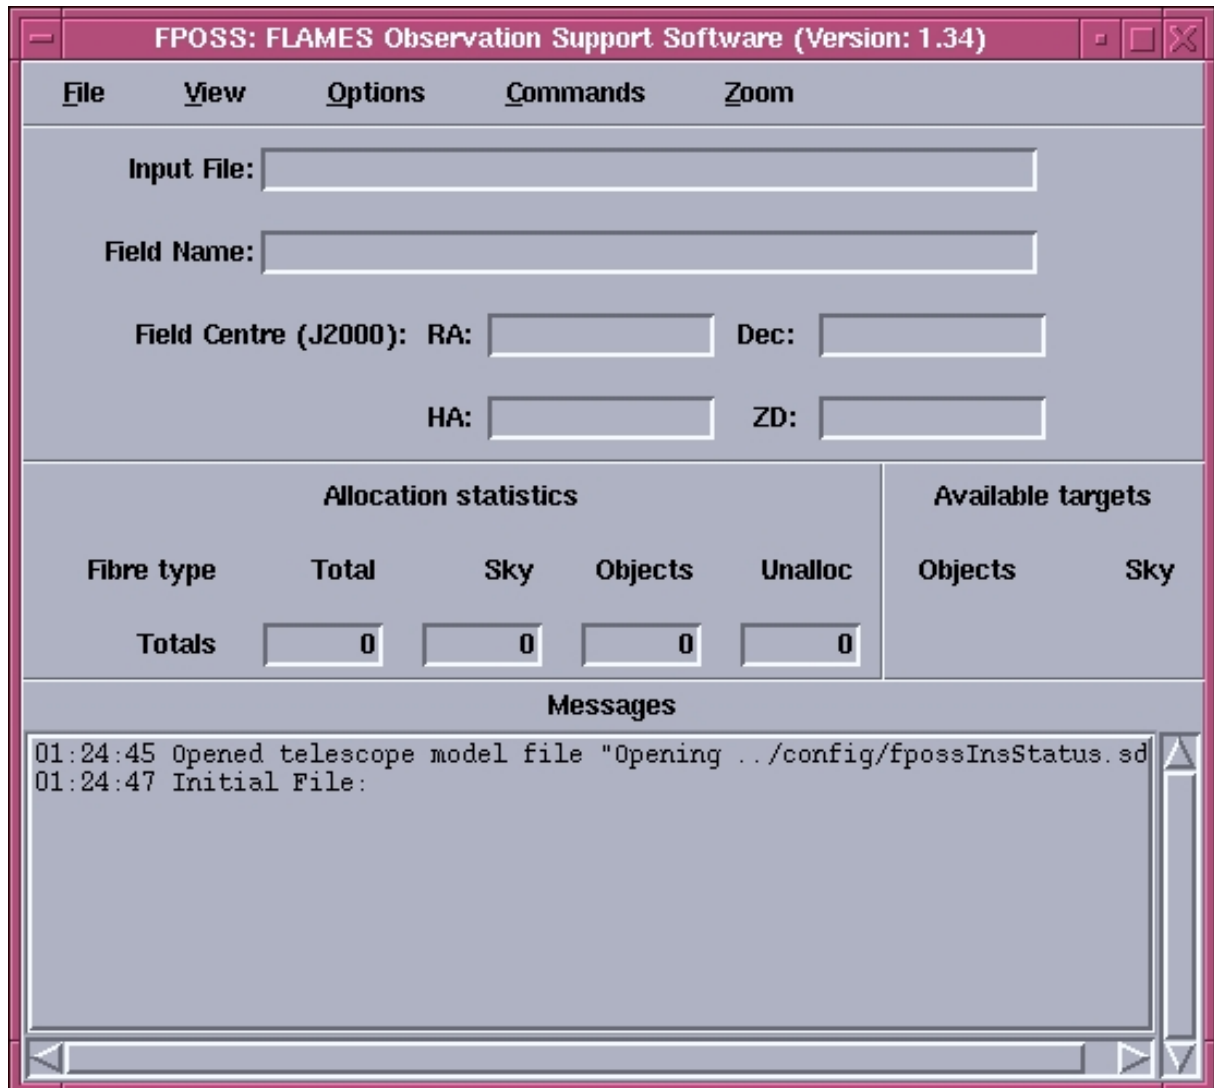 FPOSS: FLAMES Observation Support Software (Version: 1.34)
File View Options Commands Zoom
Input File:
Field Name:
Field Centre (J2000): RA: Dec:
HA: ZD:
Allocation statistics Available targets
Fibre type Total Sky Objects Unalloc Objects Sky
Totals 0 0 0 0
Messages
01:24:45 Opened telescope model file "Opening ../config/fpossInsStatus.sd
01:24:47 Initial File: